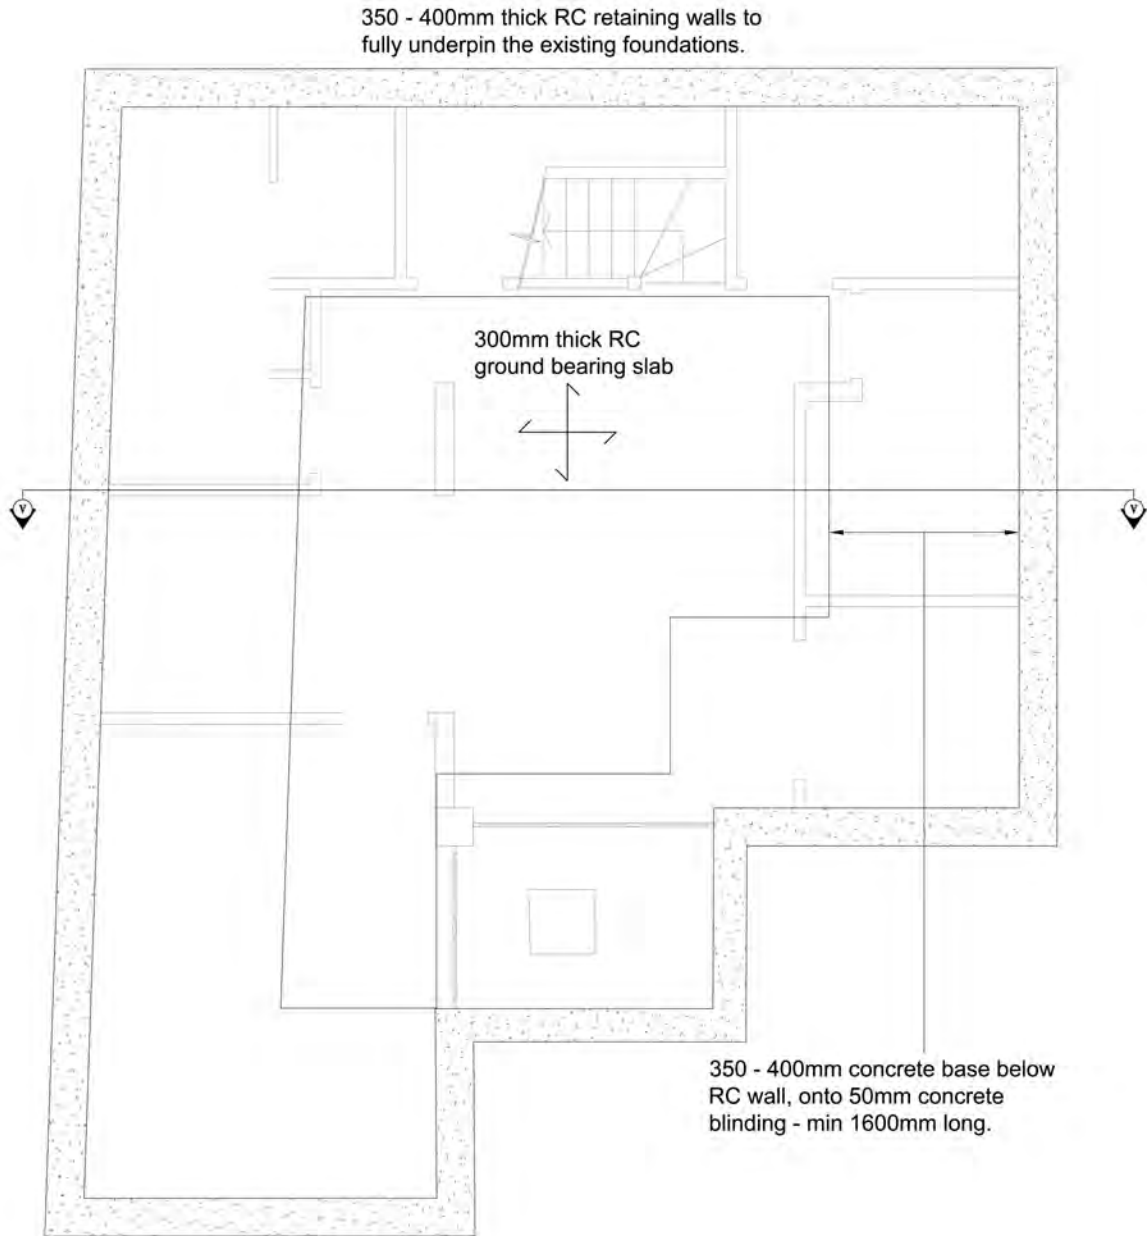 350 - 400mm thick RC retaining walls to
fully underpin the existing foundations.
300mm thick RC
ground bearing slab
V
V
350 - 400mm concrete base below
RC wall, onto 50mm concrete
blinding - min 1600mm long.